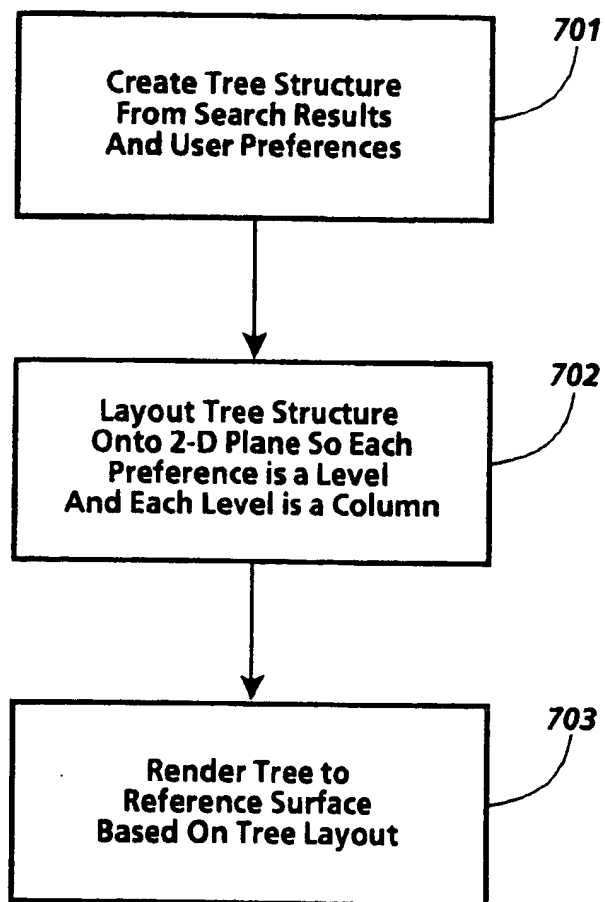 701
Create Tree Structure
From Search Results
And User Preferences
702
Layout Tree Structure
Onto 2-D Plane So Each
Preference is a Level
And Each Level is a Column
703
Render Tree to
Reference Surface
Based On Tree Layout